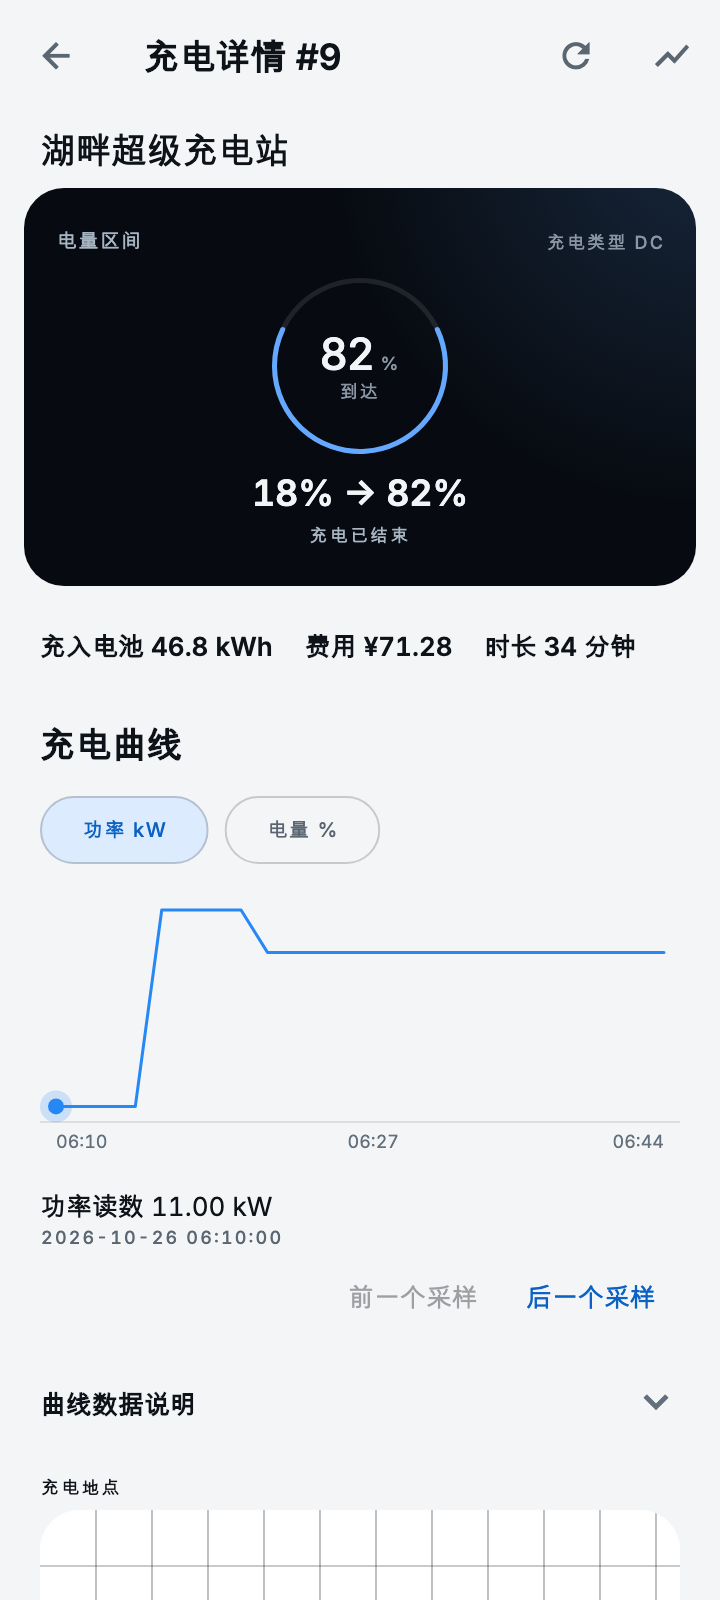 充电详情 #9
湖畔超级充电站
电量区间
充电类型 DC
82 %
到达
18% → 82%
充电已结束
充入电池 46.8 kWh 费用 ¥71.28 时长 34 分钟
充电曲线
功率 kW 电量 %
06:10 06:27 06:44
功率读数 11.00 kW
2026-10-26 06:10:00
前一个采样 后一个采样
曲线数据说明
充电地点